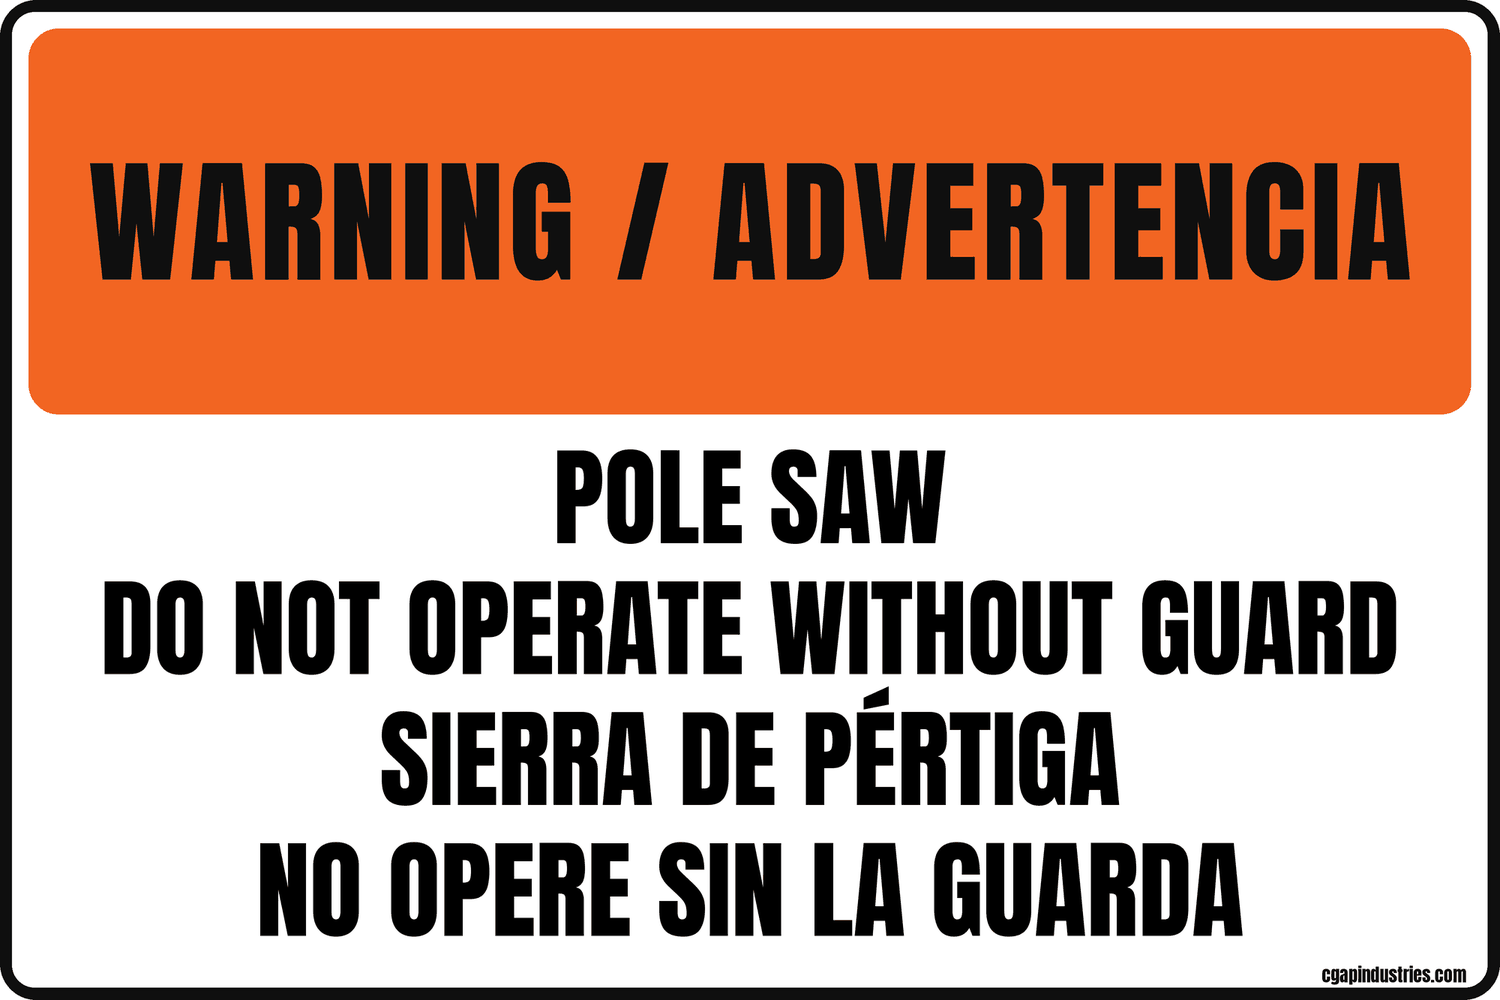 WARNING / ADVERTENCIA
POLE SAW
DO NOT OPERATE WITHOUT GUARD
SIERRA DE PÉRTIGA
NO OPERE SIN LA GUARDA
cgapindustries.com